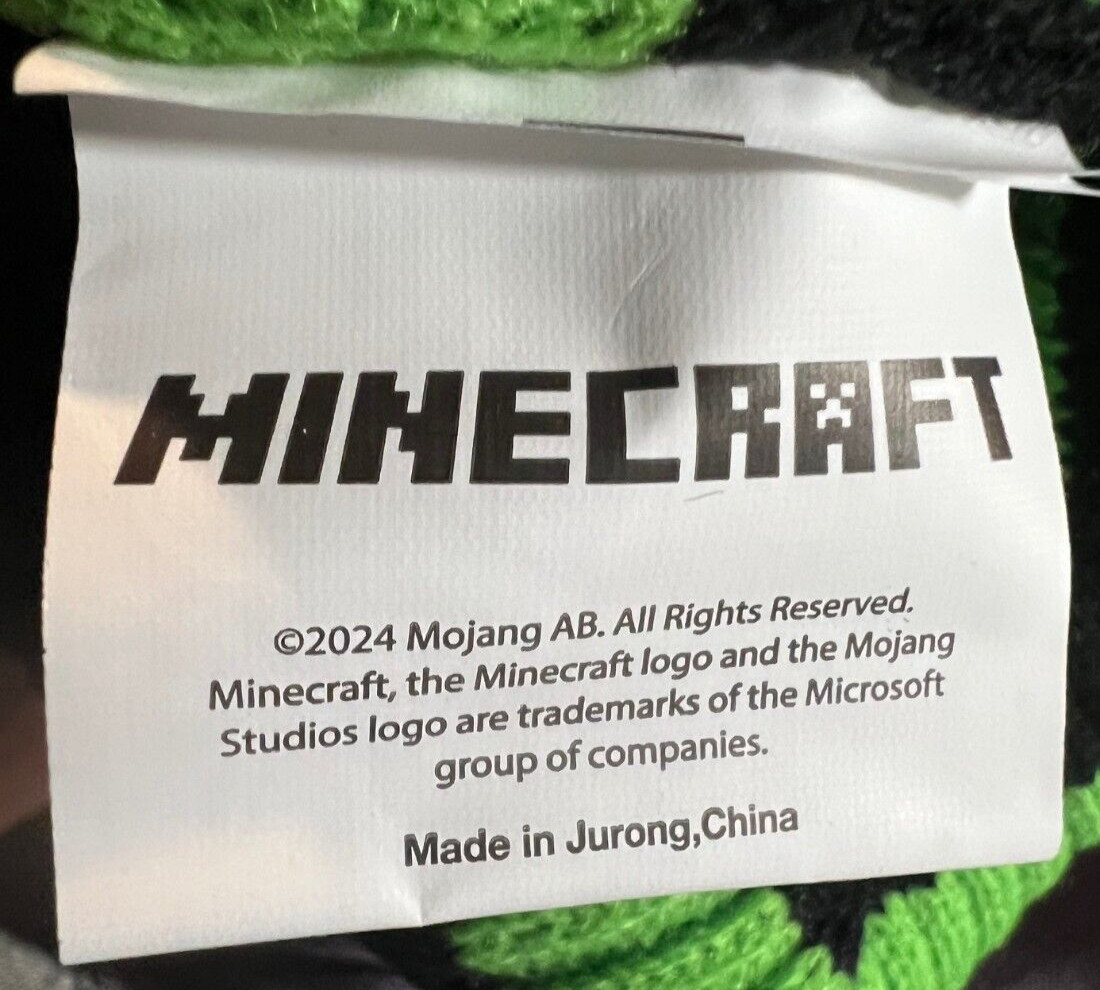 MINECRAFT
©2024 Mojang AB. All Rights Reserved.
Minecraft, the Minecraft logo and the Mojang
Studios logo are trademarks of the Microsoft
group of companies.
Made in Jurong,China